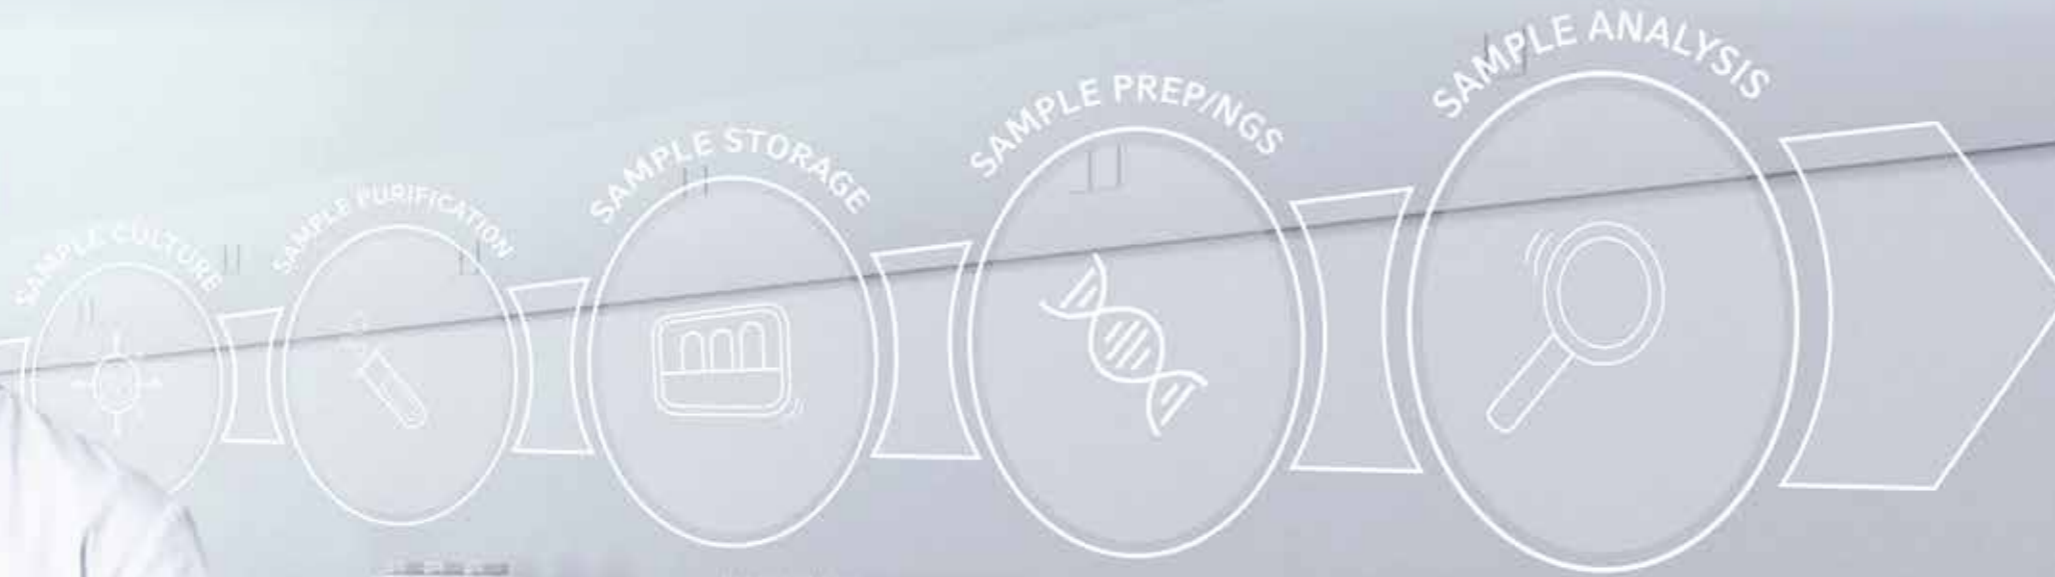 SAMPLE CULTURE
SAMPLE PURIFICATION
SAMPLE STORAGE
SAMPLE PREP/NGS
SAMPLE ANALYSIS